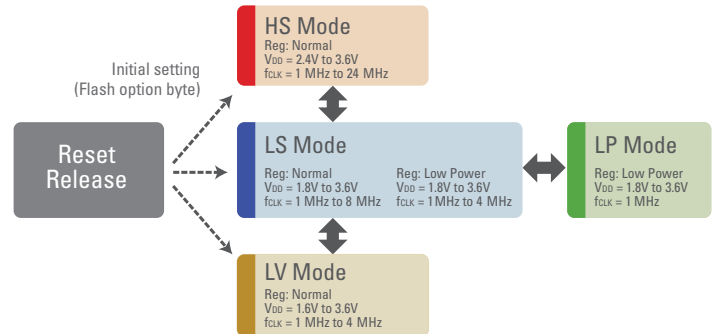 HS Mode
Reg: Normal
VDD = 2.4V to 3.6V
fCLK = 1 MHz to 24 MHz
Initial setting
(Flash option byte)
Reset
Release
LS Mode
Reg: Normal
VDD = 1.8V to 3.6V
fCLK = 1 MHz to 8 MHz
Reg: Low Power
VDD = 1.8V to 3.6V
fCLK = 1MHz to 4 MHz
LP Mode
Reg: Low Power
VDD = 1.8V to 3.6V
fCLK = 1 MHz
LV Mode
Reg: Normal
VDD = 1.6V to 3.6V
fCLK = 1 MHz to 4 MHz